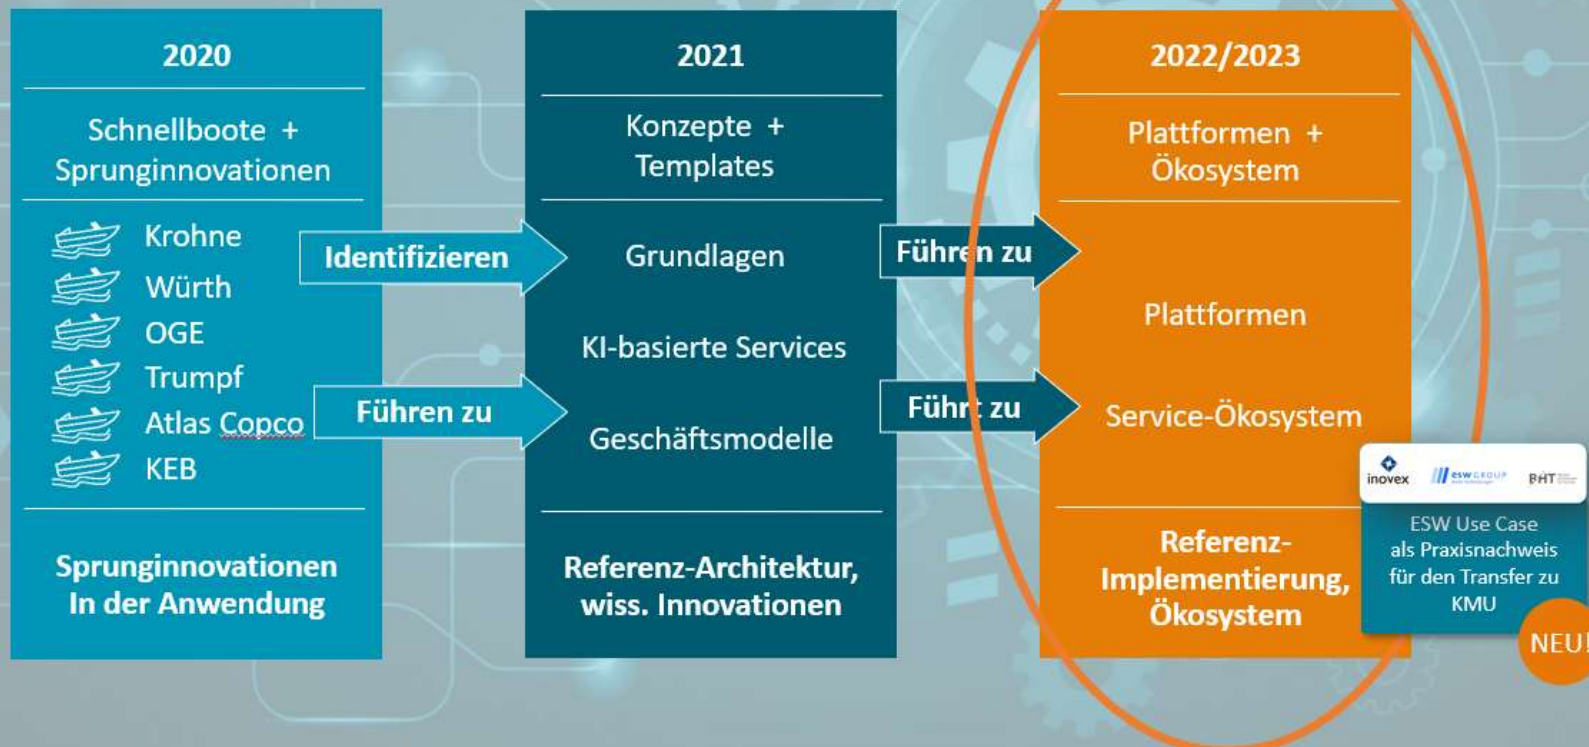 2020
Schnellboote +
Sprunginnovationen
Krohne
Würth
OGE
Trumpf
Atlas Copco
KEB
Sprunginnovationen
In der Anwendung
Identifizieren
Führen zu
2021
Konzepte +
Templates
Grundlagen
KI-basierte Services
Geschäftsmodelle
Referenz-Architektur,
wiss. Innovationen
Führen zu
Führt zu
2022/2023
Plattformen +
Ökosystem
Plattformen
Service-Ökosystem
Referenz-
Implementierung,
Ökosystem
inovex
esw GROUP
BHT
ESW Use Case
als Praxisnachweis
für den Transfer zu
KMU
NEU!